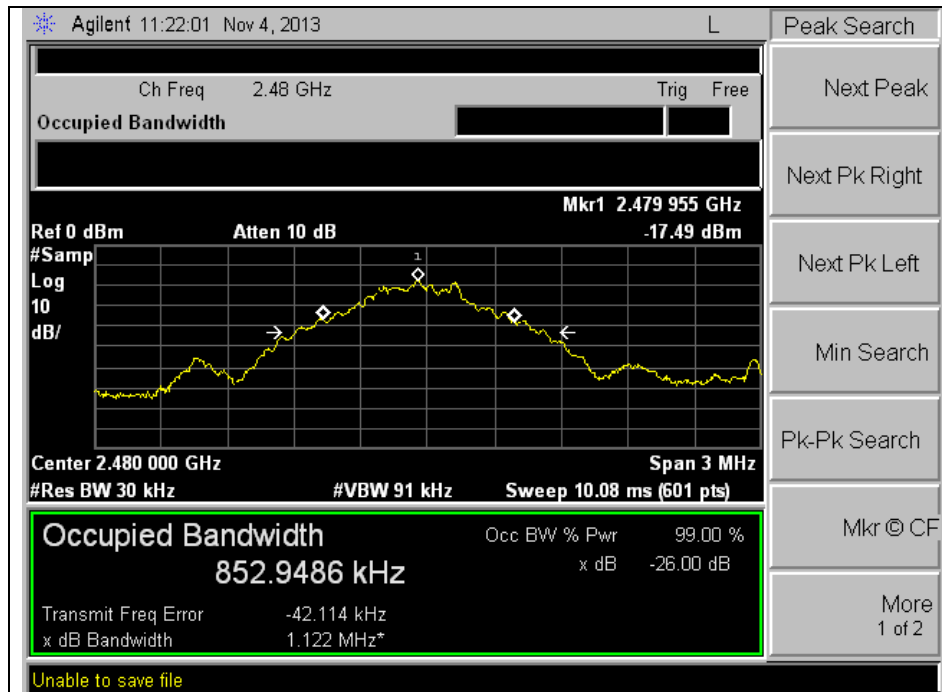 Agilent 11:22:01 Nov 4, 2013 L
Peak Search
Ch Freq 2.48 GHz Trig Free
Occupied Bandwidth
Next Peak
Next Pk Right
Mkr1 2.479 955 GHz
Ref 0 dBm Atten 10 dB -17.49 dBm
#Samp
Log
10
dB/
1
Next Pk Left
Min Search
Pk-Pk Search
Center 2.480 000 GHz Span 3 MHz
#Res BW 30 kHz #VBW 91 kHz Sweep 10.08 ms (601 pts)
Occupied Bandwidth Occ BW % Pwr 99.00 %
852.9486 kHz x dB -26.00 dB
Transmit Freq Error -42.114 kHz
x dB Bandwidth 1.122 MHz*
Mkr © CF
More
1 of 2
Unable to save file